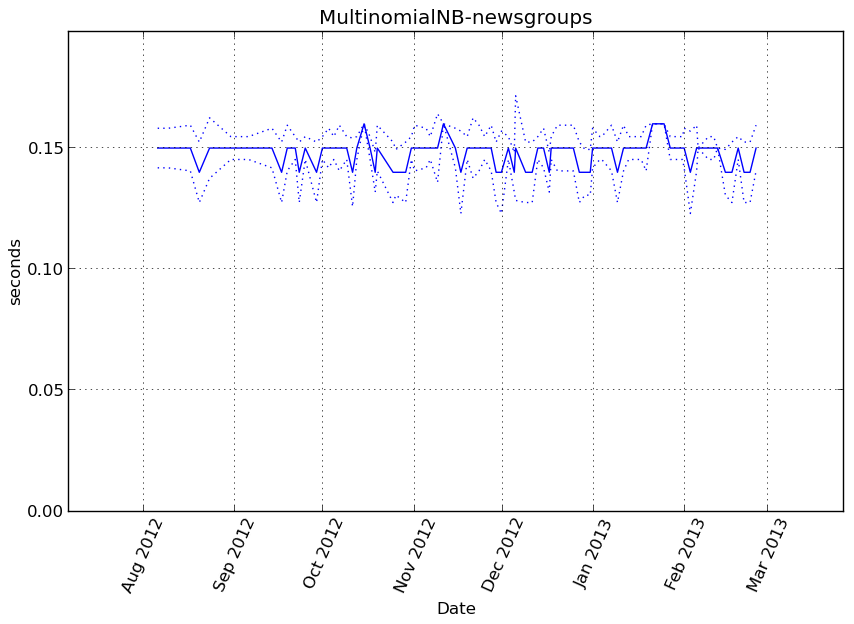 MultinomialNB-newsgroups
seconds
0.15
0.10
0.05
0.00
Aug 2012
Sep 2012
Oct 2012
Nov 2012
Dec 2012
Jan 2013
Feb 2013
Mar 2013
Date